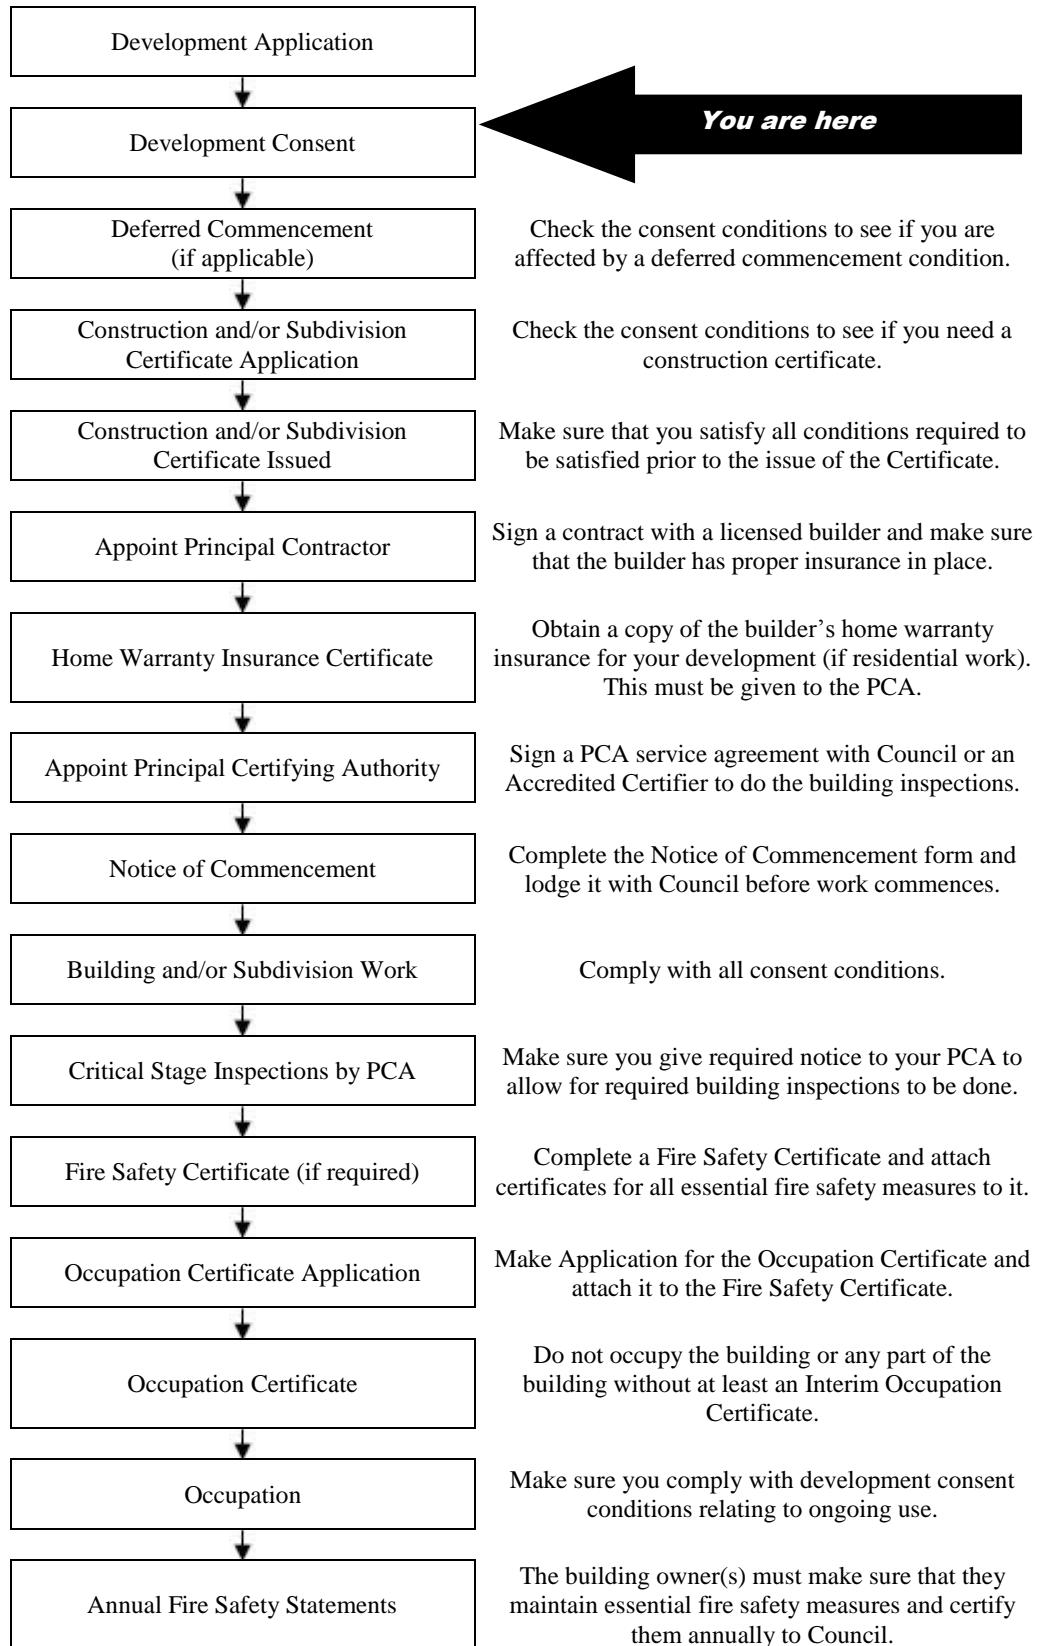 Development Application
Development Consent
You are here
Deferred Commencement
(if applicable)
Check the consent conditions to see if you are
affected by a deferred commencement condition.
Construction and/or Subdivision
Certificate Application
Check the consent conditions to see if you need a
construction certificate.
Construction and/or Subdivision
Certificate Issued
Make sure that you satisfy all conditions required to
be satisfied prior to the issue of the Certificate.
Appoint Principal Contractor
Sign a contract with a licensed builder and make sure
that the builder has proper insurance in place.
Home Warranty Insurance Certificate
Obtain a copy of the builder’s home warranty
insurance for your development (if residential work).
This must be given to the PCA.
Appoint Principal Certifying Authority
Sign a PCA service agreement with Council or an
Accredited Certifier to do the building inspections.
Notice of Commencement
Complete the Notice of Commencement form and
lodge it with Council before work commences.
Building and/or Subdivision Work
Comply with all consent conditions.
Critical Stage Inspections by PCA
Make sure you give required notice to your PCA to
allow for required building inspections to be done.
Fire Safety Certificate (if required)
Complete a Fire Safety Certificate and attach
certificates for all essential fire safety measures to it.
Occupation Certificate Application
Make Application for the Occupation Certificate and
attach it to the Fire Safety Certificate.
Occupation Certificate
Do not occupy the building or any part of the
building without at least an Interim Occupation
Certificate.
Occupation
Make sure you comply with development consent
conditions relating to ongoing use.
Annual Fire Safety Statements
The building owner(s) must make sure that they
maintain essential fire safety measures and certify
them annually to Council.